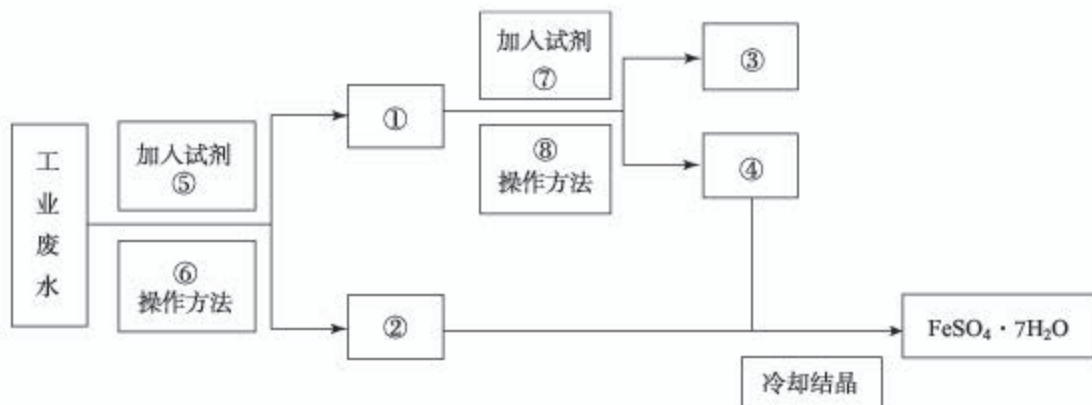 加入试剂
⑦
③
①
工
业
废
水
加入试剂
⑤
⑧
操作方法
④
⑥
操作方法
②
FeSO₄·7H₂O
冷却结晶